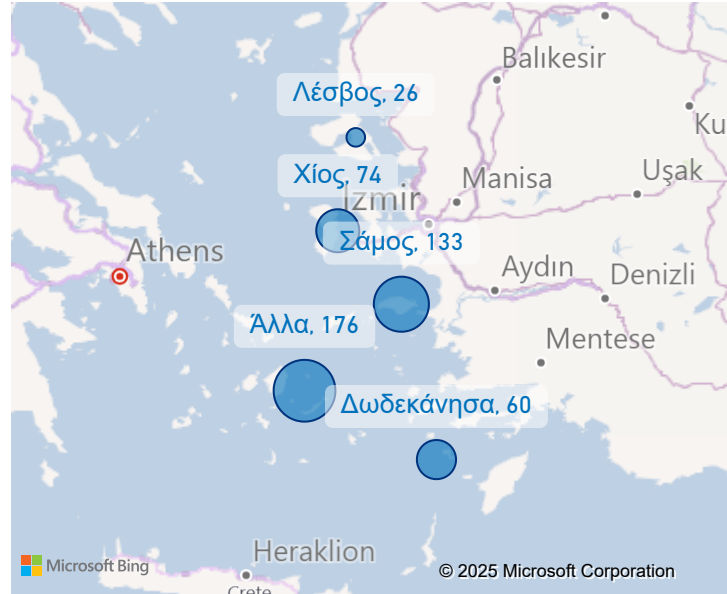 Balıkesir
Λέσβος, 26
Ku
Χίος, 74
Uşak
Manisa
Izmir
Σάμος, 133
Athens
Aydın
Denizli
Άλλα, 176
Mentese
Δωδεκάνησα, 60
Heraklion
Microsoft Bing
© 2025 Microsoft Corporation
Crete